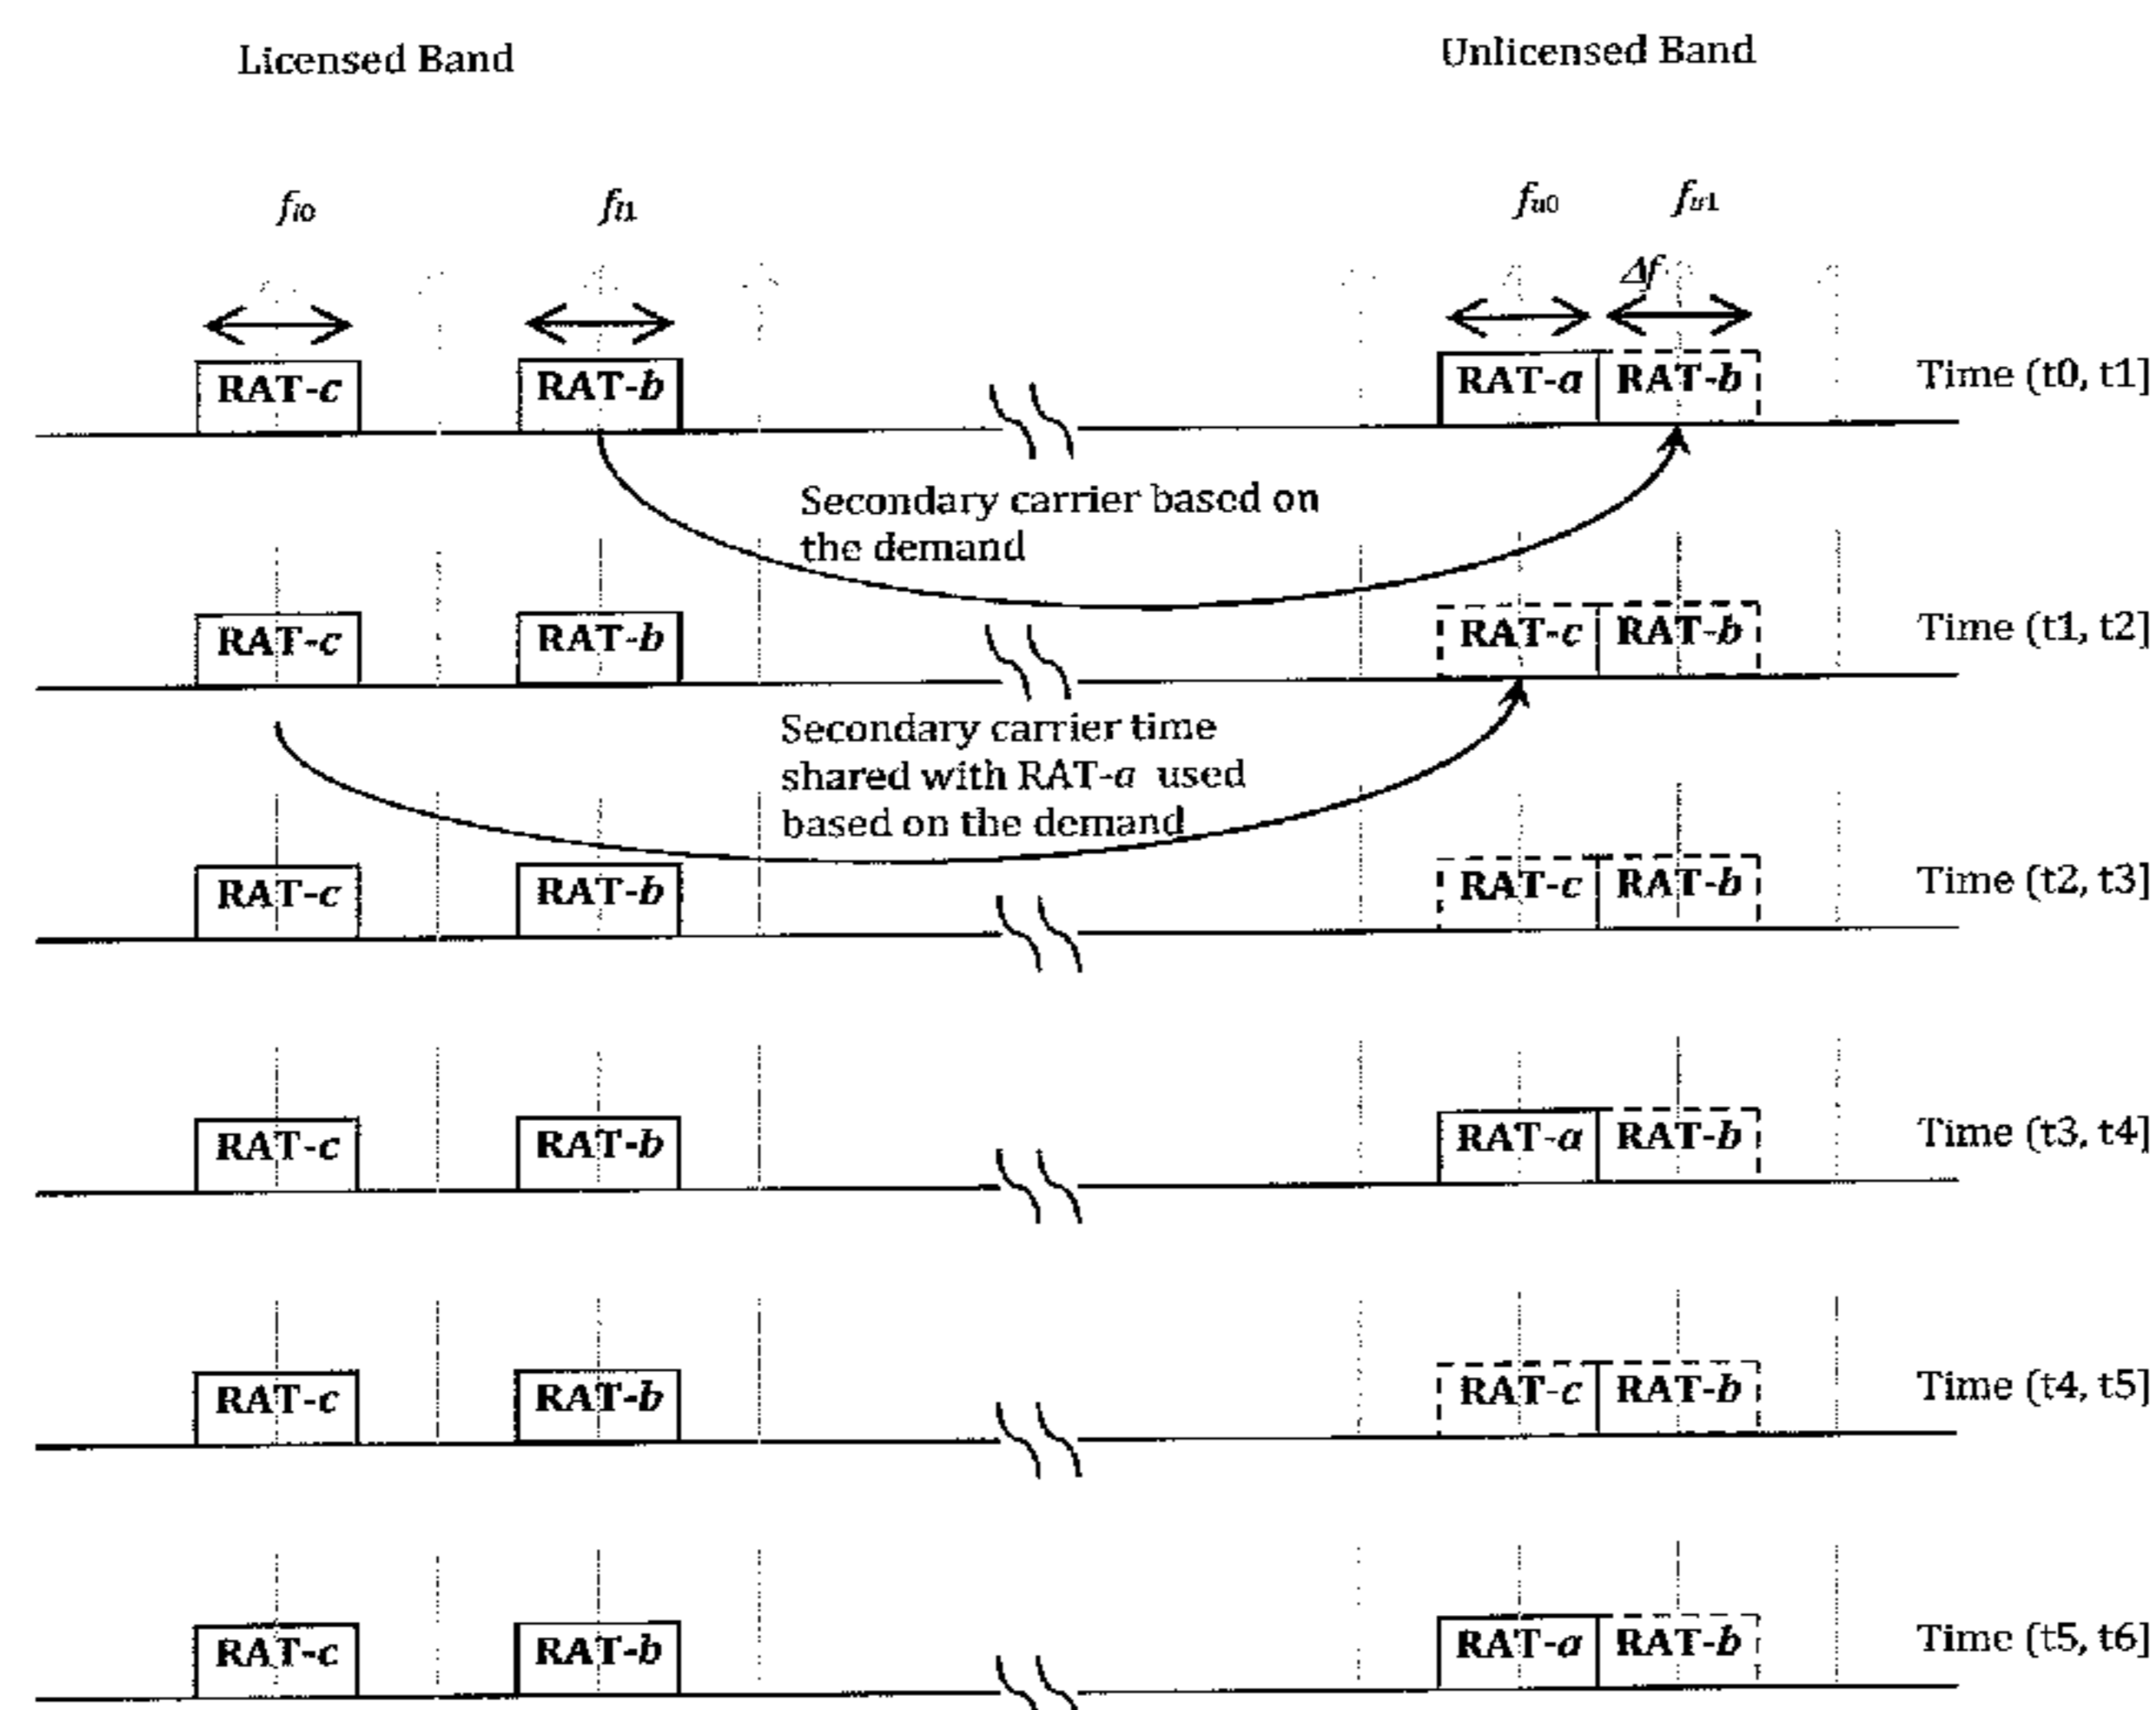 Licensed Band
Unlicensed Band
fl0
fl1
fu0
fu1
Δf
RAT-c
RAT-b
RAT-a
RAT-b
Time (t0, t1]
Secondary carrier based on
the demand
RAT-c
RAT-b
RAT-c
RAT-b
Time (t1, t2]
Secondary carrier time
shared with RAT-a used
based on the demand
RAT-c
RAT-b
RAT-c
RAT-b
Time (t2, t3]
RAT-c
RAT-b
RAT-a
RAT-b
Time (t3, t4]
RAT-c
RAT-b
RAT-c
RAT-b
Time (t4, t5]
RAT-c
RAT-b
RAT-a
RAT-b
Time (t5, t6]